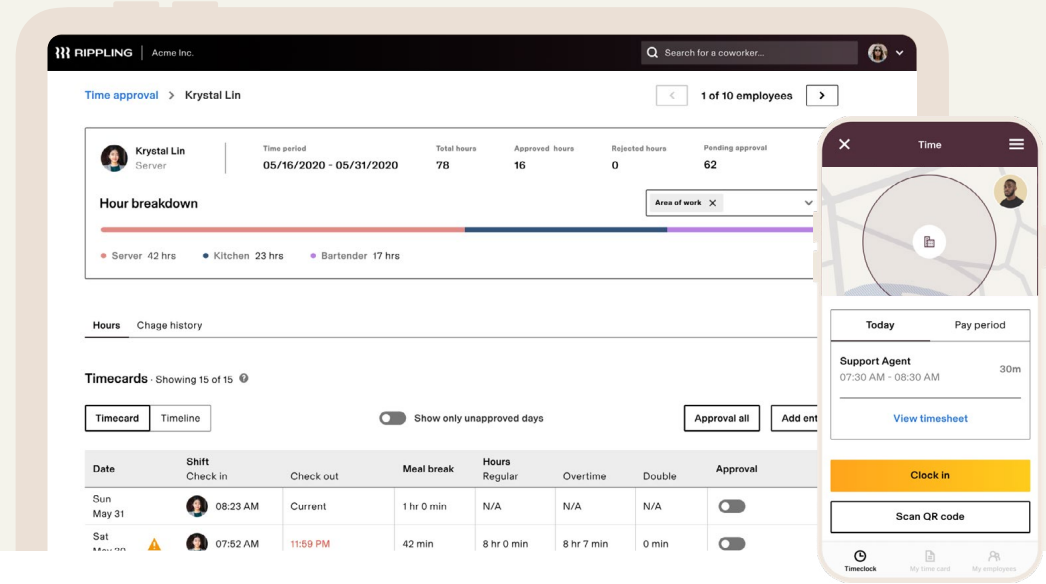 RIPPLING
Acme Inc.
Search for a coworker...
Time approval > Krystal Lin
1 of 10 employees
Krystal Lin
Server
Time period
05/16/2020 - 05/31/2020
Total hours
78
Approved hours
16
Rejected hours
0
Pending approval
62
Hour breakdown
Area of work
Server 42 hrs
Kitchen 23 hrs
Bartender 17 hrs
Hours
Chage history
Timecards · Showing 15 of 15
Timecard
Timeline
Show only unapproved days
Approval all
Add ent
Date
Shift
Check in
Check out
Meal break
Hours
Regular
Overtime
Double
Approval
Sun
May 31
08:23 AM
Current
1 hr 0 min
N/A
N/A
N/A
Sat
May 30
07:52 AM
11:59 PM
42 min
8 hr 0 min
8 hr 7 min
0 min
Time
Today
Pay period
Support Agent
07:30 AM - 08:30 AM
30m
View timesheet
Clock in
Scan QR code
Timeclock
My time card
My employees